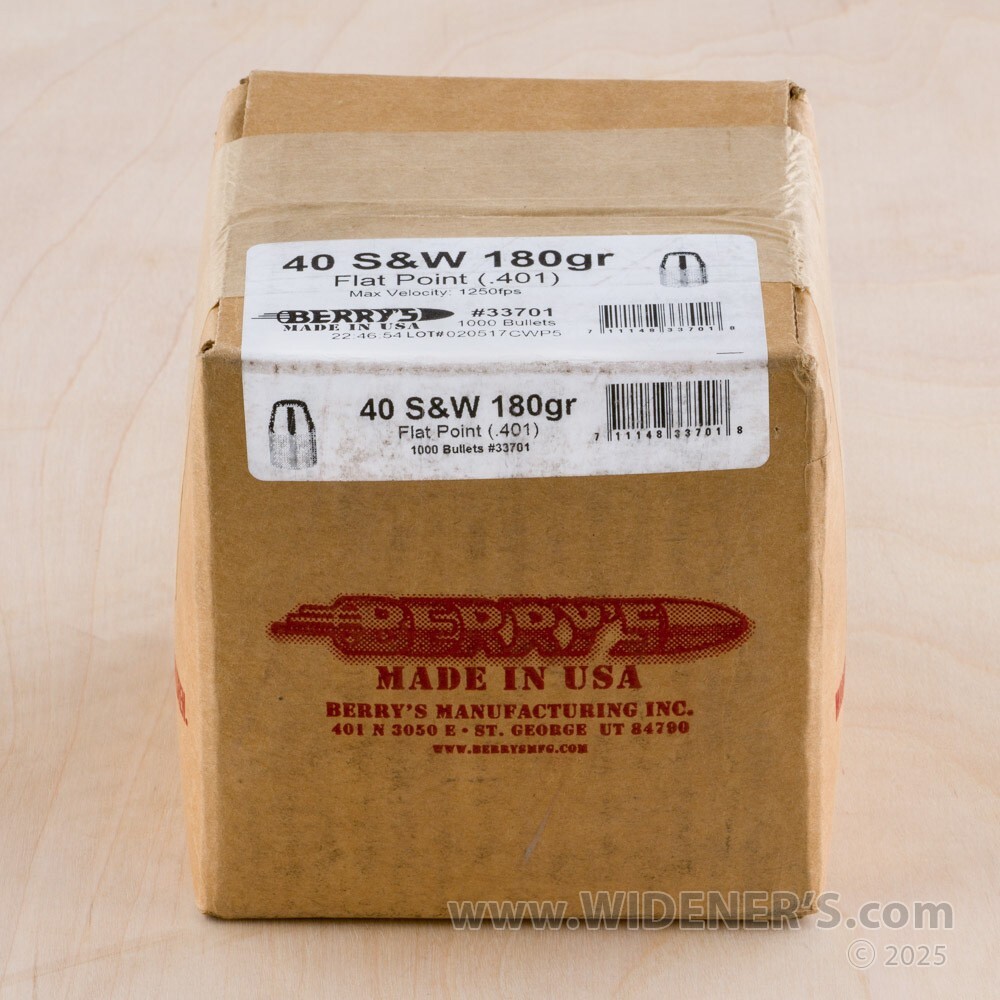 40 S&W 180gr
Flat Point (.401)
Max Velocity: 1250fps
BERRY'S
MADE IN USA
#33701
1000 Bullets
22:46:54 LOT#020517CWP5
7 11148 33701 8
40 S&W 180gr
Flat Point (.401)
1000 Bullets #33701
7 11148 33701 8
BERRY'S
MADE IN USA
BERRY'S MANUFACTURING INC.
401 N 3050 E • ST. GEORGE UT 84790
WWW.BERRYSMFG.COM
www.WIDENER'S.com
© 2025